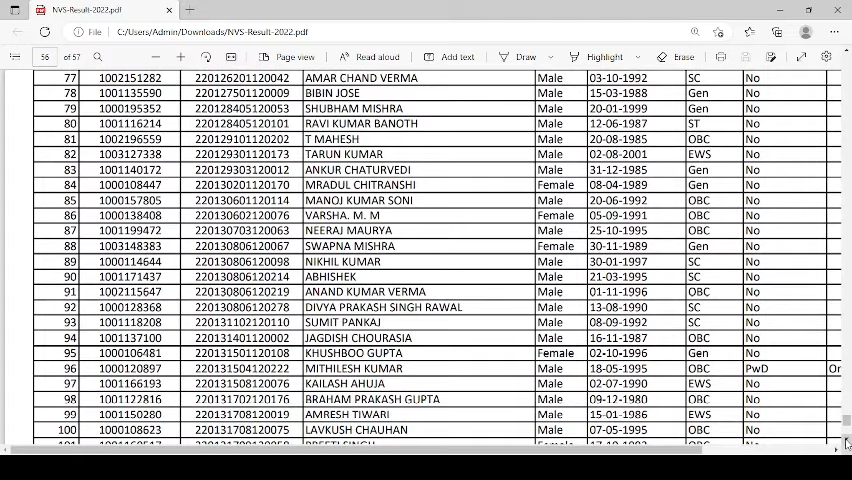 NVS-Result-2022.pdf
File C:/Users/Admin/Downloads/NVS-Result-2022.pdf
56 of 57 Page view Read aloud Add text Draw Highlight Erase
77 1002151282 220126201120042 AMAR CHAND VERMA Male 03-10-1992 SC No
78 1001135590 220127501120009 BIBIN JOSE Male 15-03-1988 Gen No
79 1000195352 220128405120053 SHUBHAM MISHRA Male 20-01-1999 Gen No
80 1001116214 220128405120101 RAVI KUMAR BANOTH Male 12-06-1987 ST No
81 1002196559 220129101120202 T MAHESH Male 20-08-1985 OBC No
82 1003127338 220129301120173 TARUN KUMAR Male 02-08-2001 EWS No
83 1001140172 220129303120012 ANKUR CHATURVEDI Male 31-12-1985 Gen No
84 1000108447 220130201120170 MRADUL CHITRANSHI Female 08-04-1989 Gen No
85 1000157805 220130601120114 MANOJ KUMAR SONI Male 20-06-1992 OBC No
86 1000138408 220130602120076 VARSHA. M. M Female 05-09-1991 OBC No
87 1001199472 220130703120063 NEERAJ MAURYA Male 25-10-1995 OBC No
88 1003148383 220130806120067 SWAPNA MISHRA Female 30-11-1989 Gen No
89 1000114644 220130806120098 NIKHIL KUMAR Male 30-01-1997 SC No
90 1001171437 220130806120214 ABHISHEK Male 21-03-1995 SC No
91 1002115647 220130806120219 ANAND KUMAR VERMA Male 01-11-1996 OBC No
92 1000128368 220130806120278 DIVYA PRAKASH SINGH RAWAL Male 13-08-1990 SC No
93 1001118208 220131102120110 SUMIT PANKAJ Male 08-09-1992 SC No
94 1001137100 220131401120002 JAGDISH CHOURASIA Male 16-11-1987 OBC No
95 1000106481 220131501120108 KHUSHBOO GUPTA Female 02-10-1996 Gen No
96 1000120897 220131504120222 MITHILESH KUMAR Male 18-05-1995 OBC PwD Or
97 1001166193 220131508120076 KAILASH AHUJA Male 02-07-1990 EWS No
98 1001122816 220131702120176 BRAHAM PRAKASH GUPTA Male 09-12-1980 OBC No
99 1001150280 220131708120019 AMRESH TIWARI Male 15-01-1986 EWS No
100 1000108623 220131708120075 LAVKUSH CHAUHAN Male 07-05-1995 OBC No